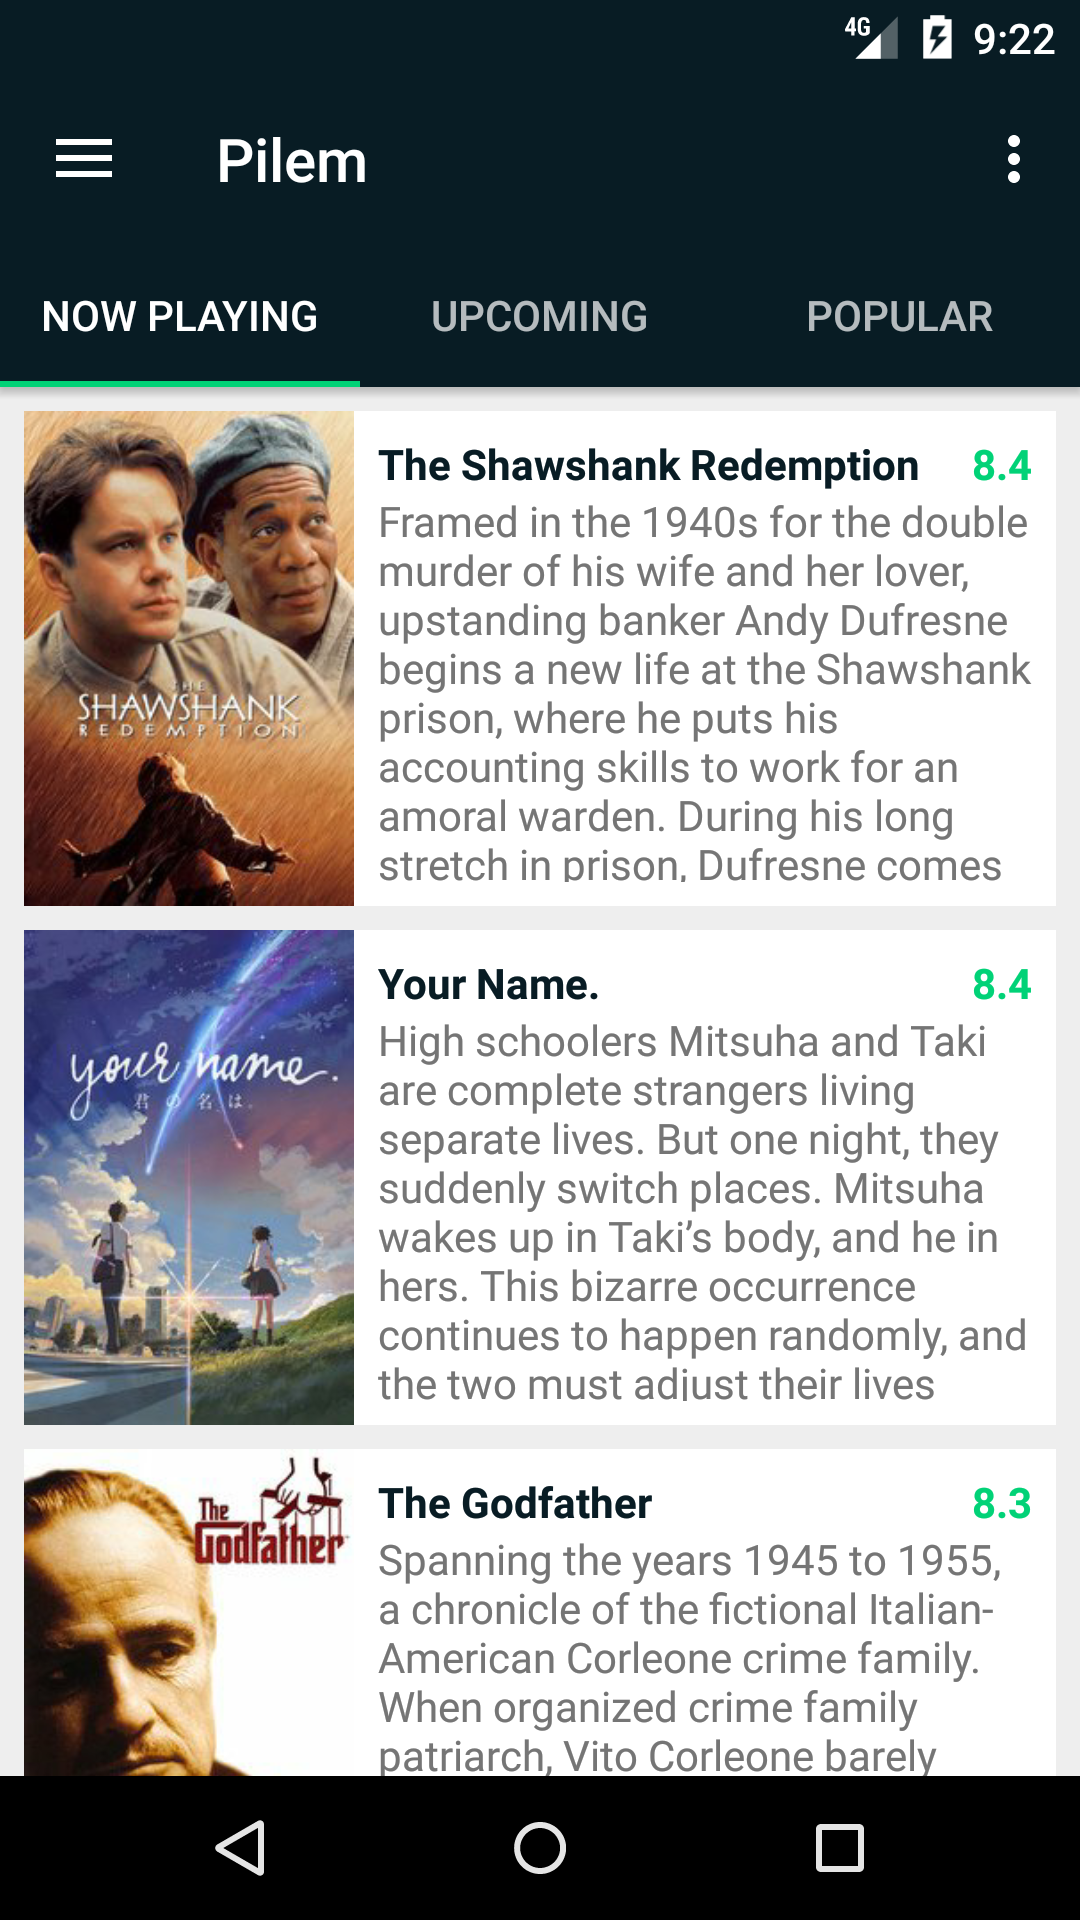 4G 9:22
Pilem
NOW PLAYING UPCOMING POPULAR
THE
SHAWSHANK
REDEMPTION
The Shawshank Redemption 8.4
Framed in the 1940s for the double
murder of his wife and her lover,
upstanding banker Andy Dufresne
begins a new life at the Shawshank
prison, where he puts his
accounting skills to work for an
amoral warden. During his long
stretch in prison, Dufresne comes
your name.
君の名は。
Your Name. 8.4
High schoolers Mitsuha and Taki
are complete strangers living
separate lives. But one night, they
suddenly switch places. Mitsuha
wakes up in Taki’s body, and he in
hers. This bizarre occurrence
continues to happen randomly, and
the two must adjust their lives
The
Godfather
The Godfather 8.3
Spanning the years 1945 to 1955,
a chronicle of the fictional Italian-
American Corleone crime family.
When organized crime family
patriarch, Vito Corleone barely